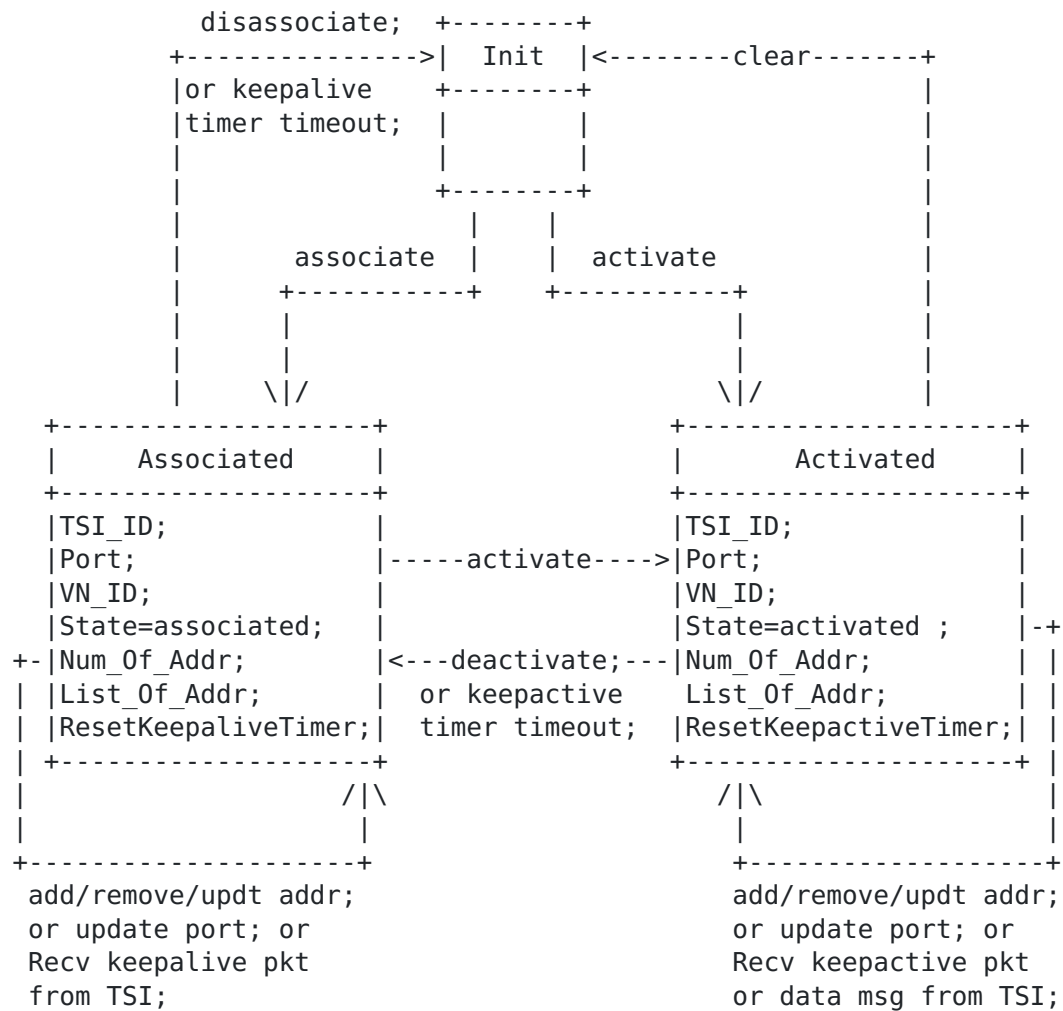 disassociate;
Init
clear
or keepalive
timer timeout;
associate
activate
Associated
Activated
TSI_ID;
TSI_ID;
Port;
activate
Port;
VN_ID;
VN_ID;
State=associated;
State=activated ;
Num_Of_Addr;
deactivate;
Num_Of_Addr;
List_Of_Addr;
or keepactive
List_Of_Addr;
ResetKeepaliveTimer;
timer timeout;
ResetKeepactiveTimer;
add/remove/updt addr;
add/remove/updt addr;
or update port; or
or update port; or
Recv keepalive pkt
Recv keepactive pkt
from TSI;
or data msg from TSI;